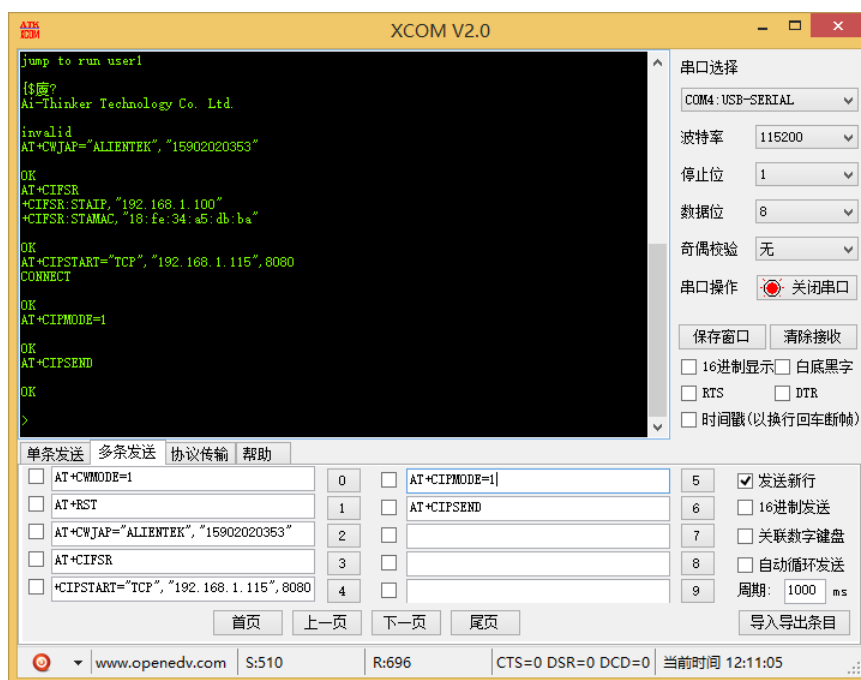 ATK
XCOM
XCOM V2.0
jump to run user1
{$廮?
Ai-Thinker Technology Co. Ltd.
invalid
AT+CWJAP="ALIENTEK","15902020353"
OK
AT+CIFSR
+CIFSR:STAIP,"192.168.1.100"
+CIFSR:STAMAC,"18:fe:34:a5:db:ba"
OK
AT+CIPSTART="TCP","192.168.1.115",8080
CONNECT
OK
AT+CIPMODE=1
OK
AT+CIPSEND
OK
>
串口选择
COM4:USB-SERIAL
波特率 115200
停止位 1
数据位 8
奇偶校验 无
串口操作 关闭串口
保存窗口 清除接收
16进制显示 白底黑字
RTS DTR
时间戳(以换行回车断帧)
单条发送 多条发送 协议传输 帮助
AT+CWMODE=1 0 AT+CIPMODE=1 5 发送新行
AT+RST 1 AT+CIPSEND 6 16进制发送
AT+CWJAP="ALIENTEK","15902020353" 2 7 关联数字键盘
AT+CIFSR 3 8 自动循环发送
+CIPSTART="TCP","192.168.1.115",8080 4 9 周期: 1000 ms
首页 上一页 下一页 尾页 导入导出条目
www.openedv.com S:510 R:696 CTS=0 DSR=0 DCD=0 当前时间 12:11:05